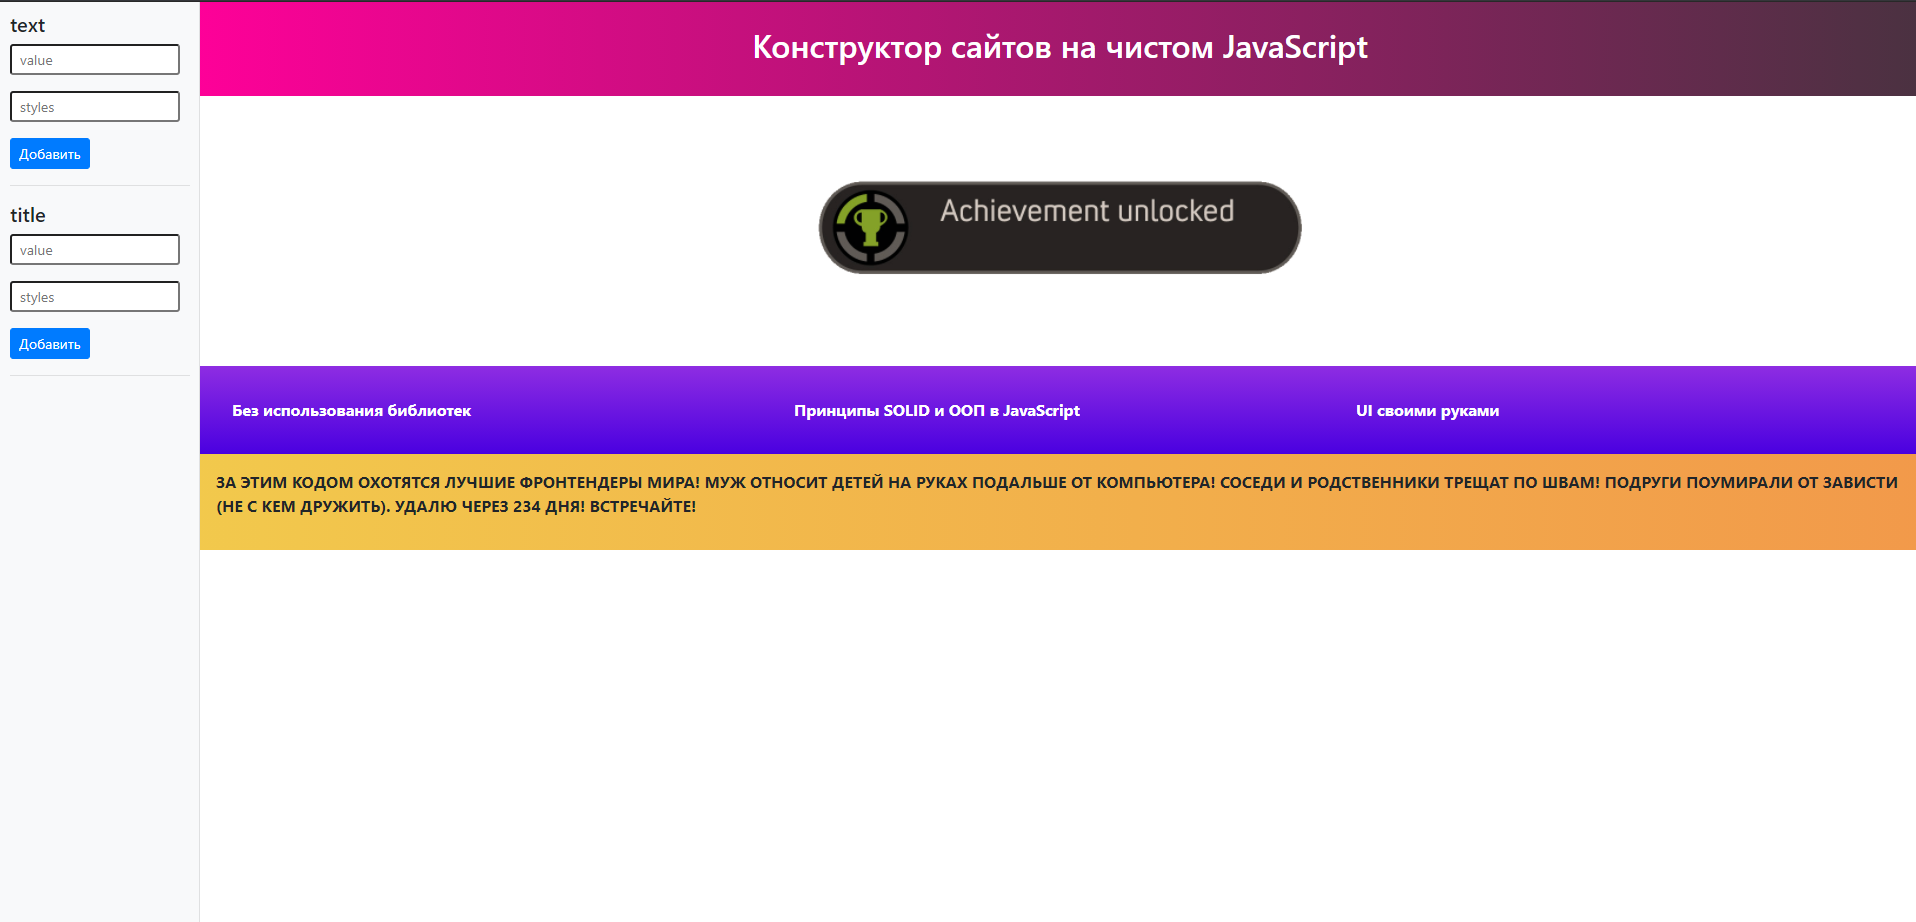 text
value
styles
Добавить
title
value
styles
Добавить
Конструктор сайтов на чистом JavaScript
Achievement unlocked
Без использования библиотек
Принципы SOLID и ООП в JavaScript
UI своими руками
ЗА ЭТИМ КОДОМ ОХОТЯТСЯ ЛУЧШИЕ ФРОНТЕНДЕРЫ МИРА! МУЖ ОТНОСИТ ДЕТЕЙ НА РУКАХ ПОДАЛЬШЕ ОТ КОМПЬЮТЕРА! СОСЕДИ И РОДСТВЕННИКИ ТРЕЩАТ ПО ШВАМ! ПОДРУГИ ПОУМИРАЛИ ОТ ЗАВИСТИ
(НЕ С КЕМ ДРУЖИТЬ). УДАЛЮ ЧЕРЕЗ 234 ДНЯ! ВСТРЕЧАЙТЕ!